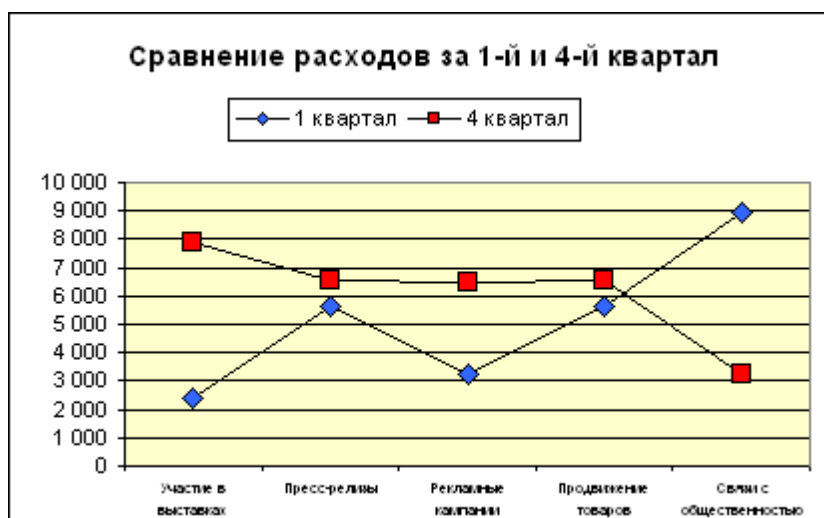 Сравнение расходов за 1-й и 4-й квартал
1 квартал 4 квартал
10 000
9 000
8 000
7 000
6 000
5 000
4 000
3 000
2 000
1 000
0
Участие в
выставках
Пресс-релизы
Рекламные
кампании
Продвижение
товаров
Связи с
общественностью